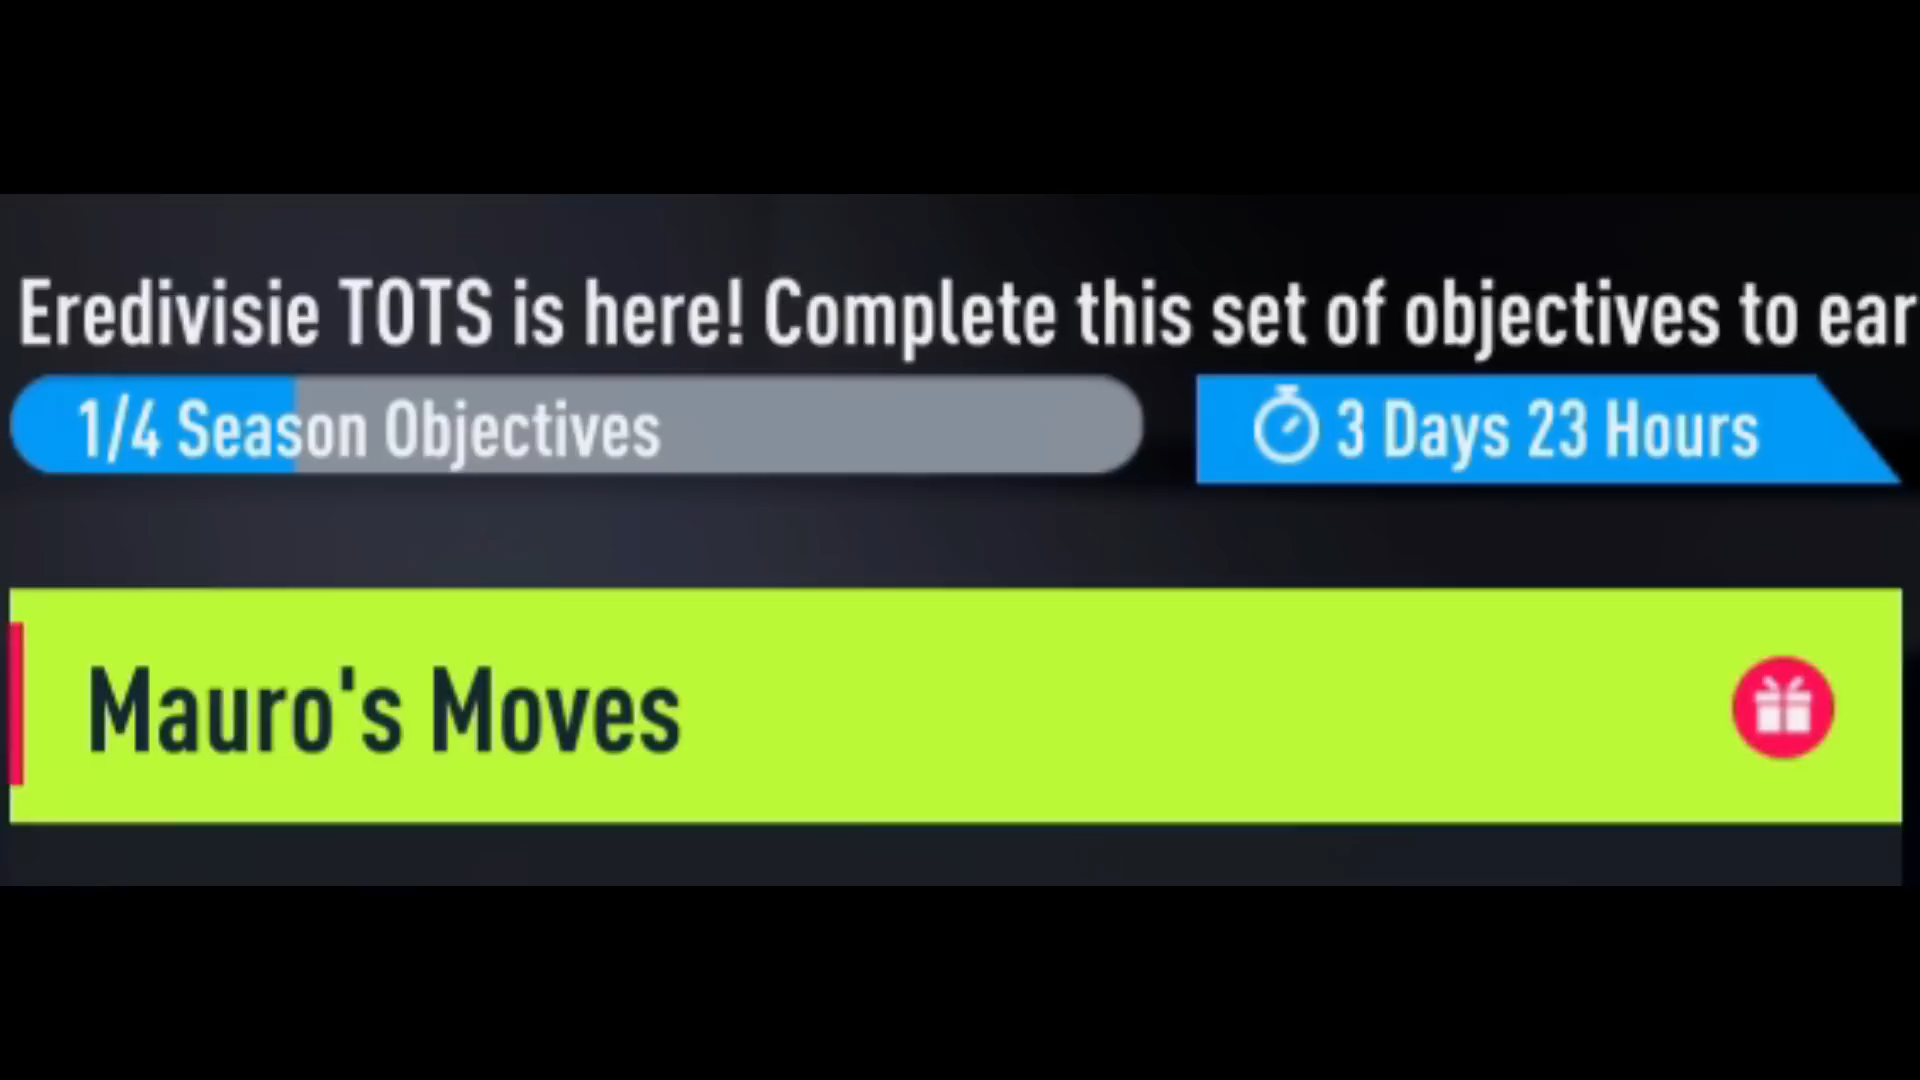 Eredivisie TOTS is here! Complete this set of objectives to ear
1/4 Season Objectives
3 Days 23 Hours
Mauro's Moves